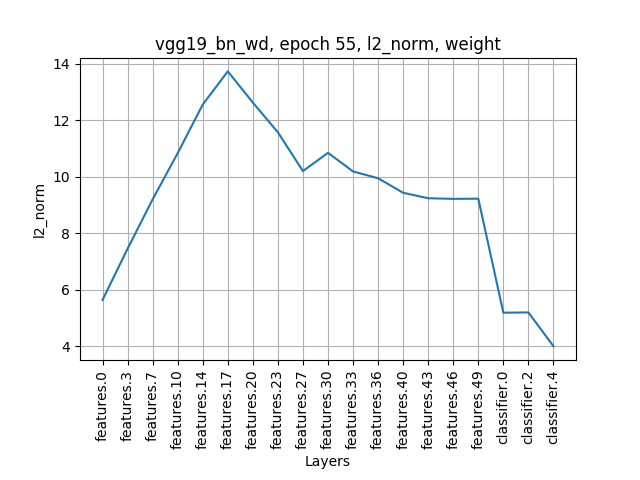 vgg19_bn_wd, epoch 55, l2_norm, weight
14
12
10
8
6
4
l2_norm
features.0
features.3
features.7
features.10
features.14
features.17
features.20
features.23
features.27
features.30
features.33
features.36
features.40
features.43
features.46
features.49
classifier.0
classifier.2
classifier.4
Layers